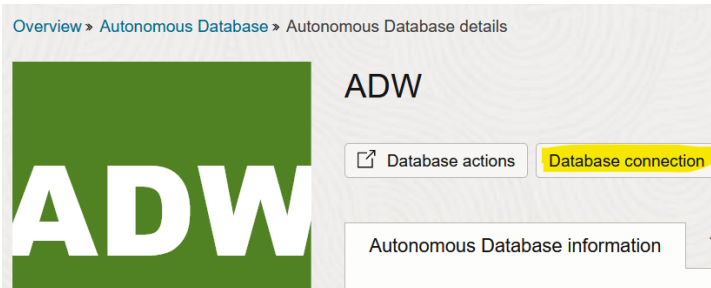 Overview » Autonomous Database » Autonomous Database details
ADW
ADW
Database actions
Database connection
Autonomous Database information